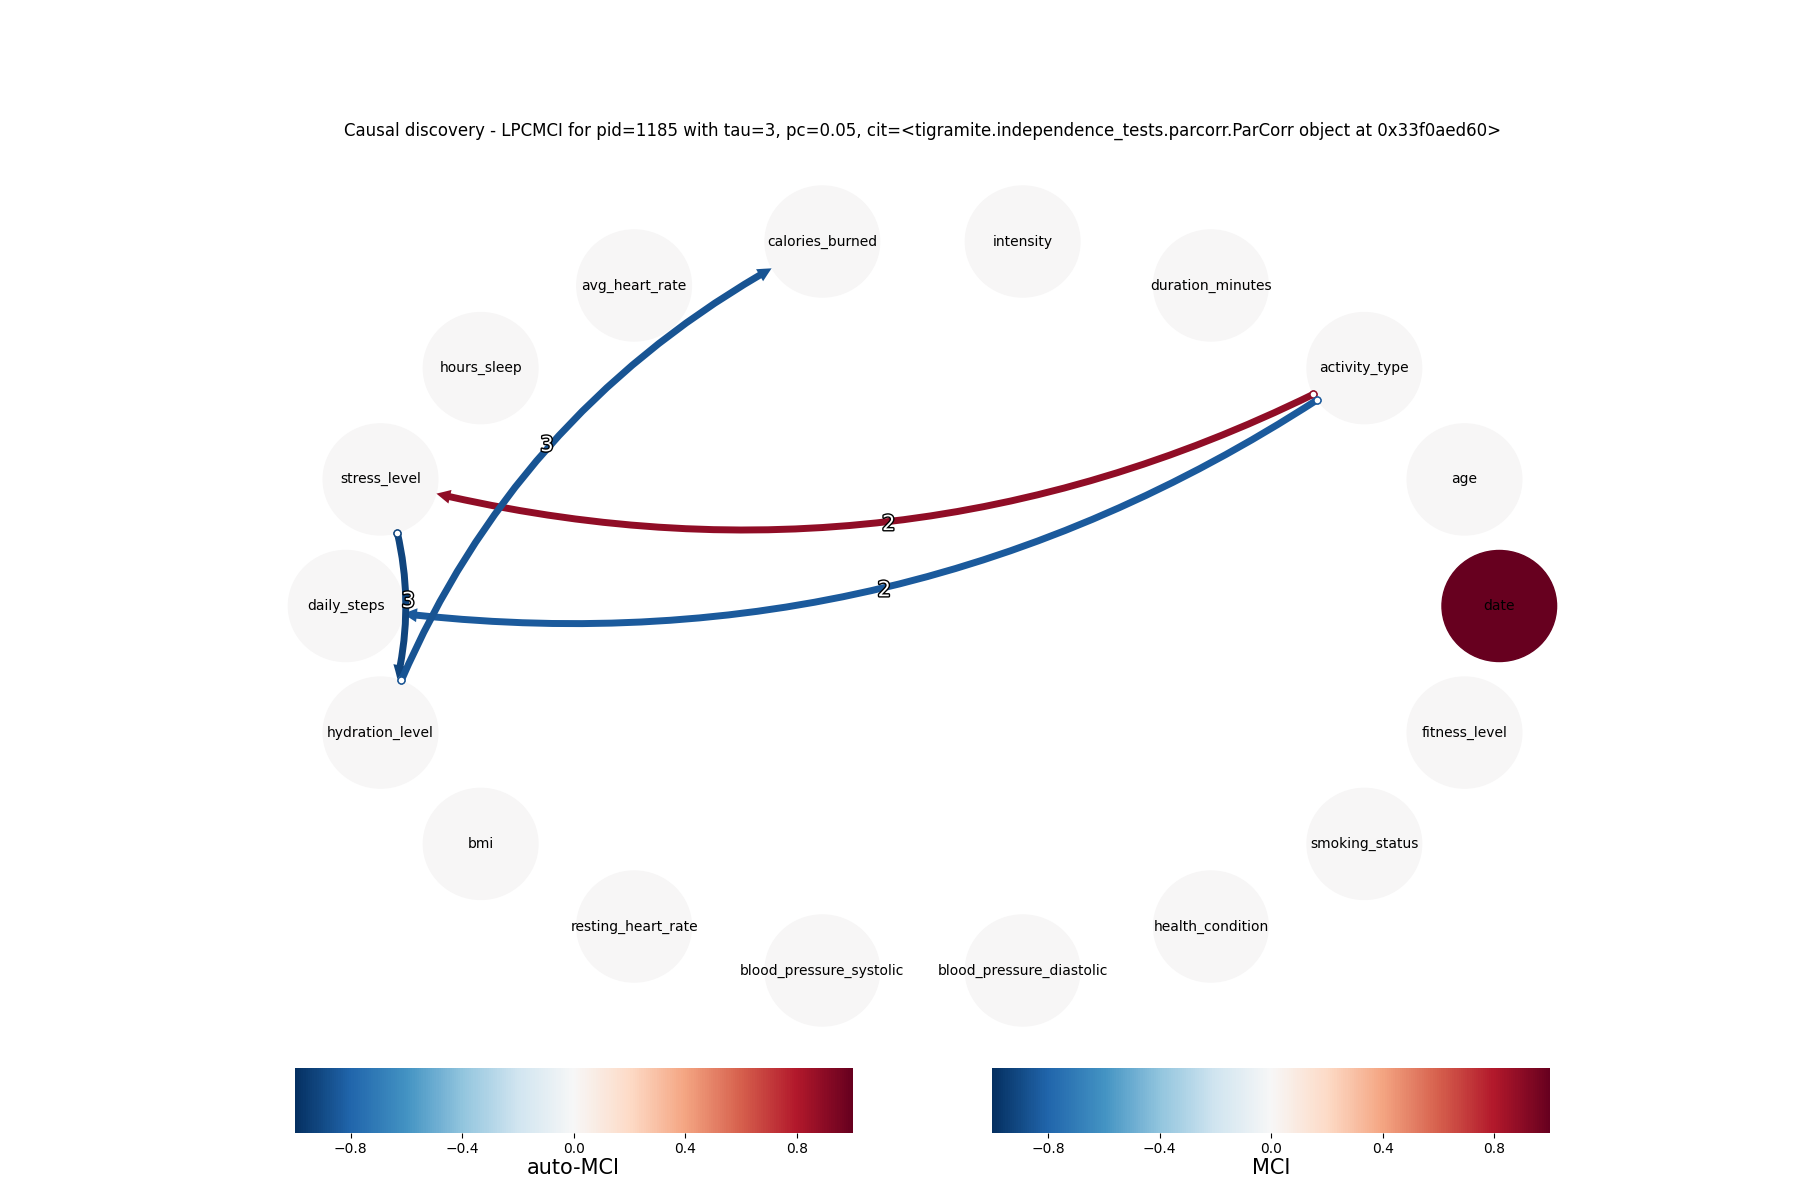 Causal discovery - LPCMCI for pid=1185 with tau=3, pc=0.05, cit=<tigramite.independence_tests.parcorr.ParCorr object at 0x33f0aed60>
calories_burned
intensity
avg_heart_rate
duration_minutes
hours_sleep
activity_type
3
stress_level
age
2
2
3
daily_steps
date
hydration_level
fitness_level
bmi
smoking_status
resting_heart_rate
health_condition
blood_pressure_systolic
blood_pressure_diastolic
−0.8 −0.4 0.0 0.4 0.8
auto-MCI
−0.8 −0.4 0.0 0.4 0.8
MCI